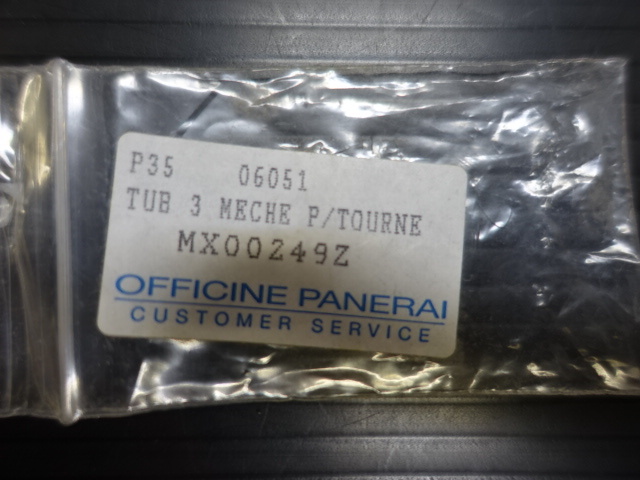 P35 06051
TUB 3 MECHE P/TOURNE
MX00249Z
OFFICINE PANERAI
CUSTOMER SERVICE